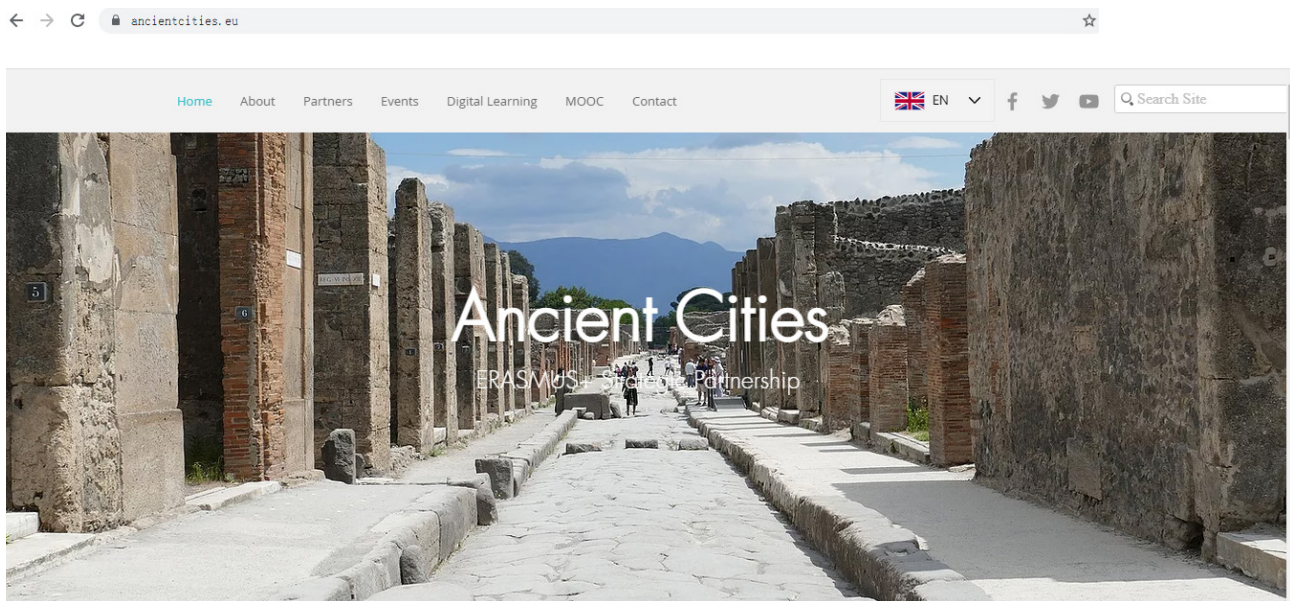 ancientcities.eu
Home About Partners Events Digital Learning MOOC Contact EN Search Site
Ancient Cities
ERASMUS+ Strategic Partnership
5
6